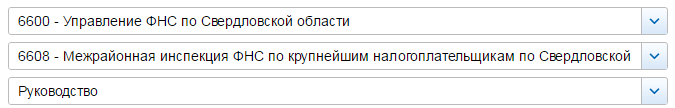 6600 - Управление ФНС по Свердловской области
6608 - Межрайонная инспекция ФНС по крупнейшим налогоплательщикам по Свердловской
Руководство